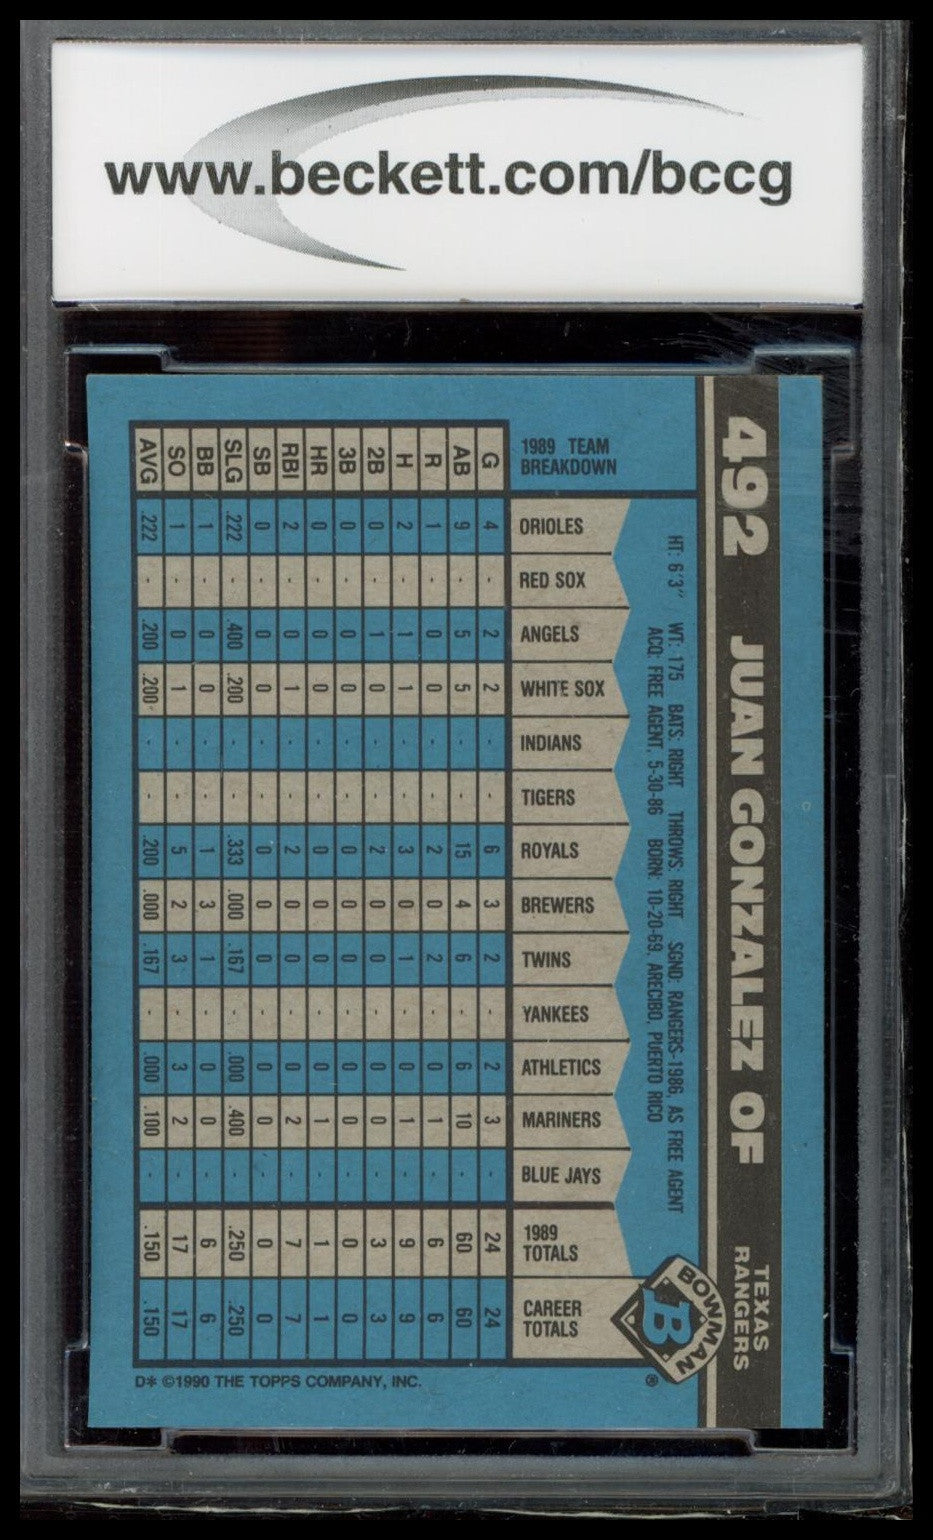 www.beckett.com/bccg
492 JUAN GONZALEZ OF
TEXAS
RANGERS
HT: 6'3" WT: 175 BATS: RIGHT THROWS: RIGHT SGND: RANGERS-1986, AS FREE AGENT
ACQ: FREE AGENT, 5-30-86 BORN: 10-20-69, ARECIBO, PUERTO RICO
BOWMAN
B
®
1989 TEAM
BREAKDOWN
G AB R H 2B 3B HR RBI SB SLG BB SO AVG
ORIOLES 4 9 1 2 0 0 0 2 0 .222 1 1 .222
RED SOX - - - - - - - - - - - - -
ANGELS 2 5 0 1 1 0 0 0 0 .400 0 0 .200
WHITE SOX 2 5 0 1 0 0 0 1 0 .200 0 1 .200
INDIANS - - - - - - - - - - - - -
TIGERS - - - - - - - - - - - - -
ROYALS 6 15 2 3 2 0 0 2 0 .333 1 5 .200
BREWERS 3 4 0 0 0 0 0 0 0 .000 3 2 .000
TWINS 2 6 2 1 0 0 0 0 0 .167 1 3 .167
YANKEES - - - - - - - - - - - - -
ATHLETICS 2 6 0 0 0 0 0 0 0 .000 0 3 .000
MARINERS 3 10 1 1 0 0 1 2 0 .400 0 2 .100
BLUE JAYS - - - - - - - - - - - - -
1989
TOTALS 24 60 6 9 3 0 1 7 0 .250 6 17 .150
CAREER
TOTALS 24 60 6 9 3 0 1 7 0 .250 6 17 .150
D* ©1990 THE TOPPS COMPANY, INC.